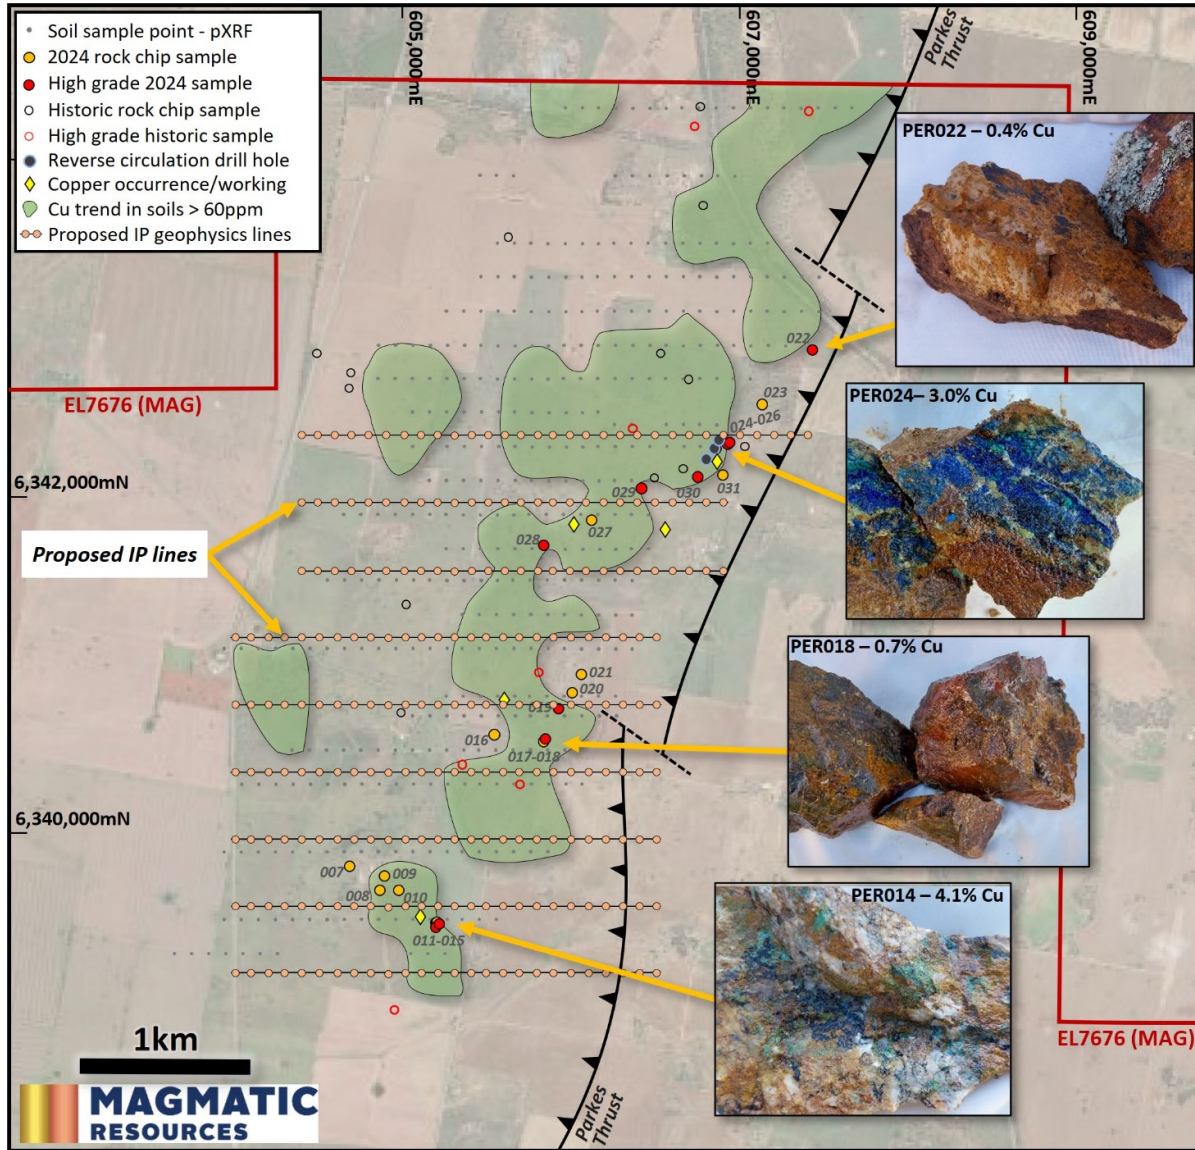 Soil sample point - pXRF
2024 rock chip sample
High grade 2024 sample
Historic rock chip sample
High grade historic sample
Reverse circulation drill hole
Copper occurrence/working
Cu trend in soils > 60ppm
Proposed IP geophysics lines
605,000mE
607,000mE
609,000mE
Parkes
Thrust
PER022 – 0.4% Cu
022
EL7676 (MAG)
PER024– 3.0% Cu
023
024-026
6,342,000mN
029
030
031
027
028
Proposed IP lines
PER018 – 0.7% Cu
021
020
019
016
017-018
6,340,000mN
007
009
008
010
PER014 – 4.1% Cu
011-015
EL7676 (MAG)
1km
MAGMATIC
RESOURCES
Parkes
Thrust